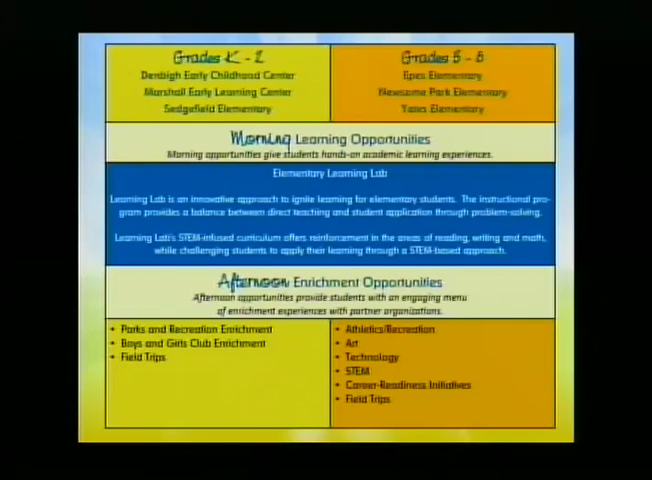 Grades K - 2
Denbigh Early Childhood Center
Marshall Early Learning Center
Sedgefield Elementary
Grades 3 - 5
Epes Elementary
Newsome Park Elementary
Yates Elementary
Morning Learning Opportunities
Morning opportunities give students hands-on academic learning experiences.
Elementary Learning Lab
Learning Lab is an innovative approach to ignite learning for elementary students. The instructional pro-
gram provides a balance between direct teaching and student application through problem-solving.
Learning Lab's STEM-infused curriculum offers reinforcement in the areas of reading, writing and math,
while challenging students to apply their learning through a STEM-based approach.
Afternoon Enrichment Opportunities
Afternoon opportunities provide students with an engaging menu
of enrichment experiences with partner organizations.
• Parks and Recreation Enrichment
• Boys and Girls Club Enrichment
• Field Trips
• Athletics/Recreation
• Art
• Technology
• STEM
• Career-Readiness Initiatives
• Field Trips